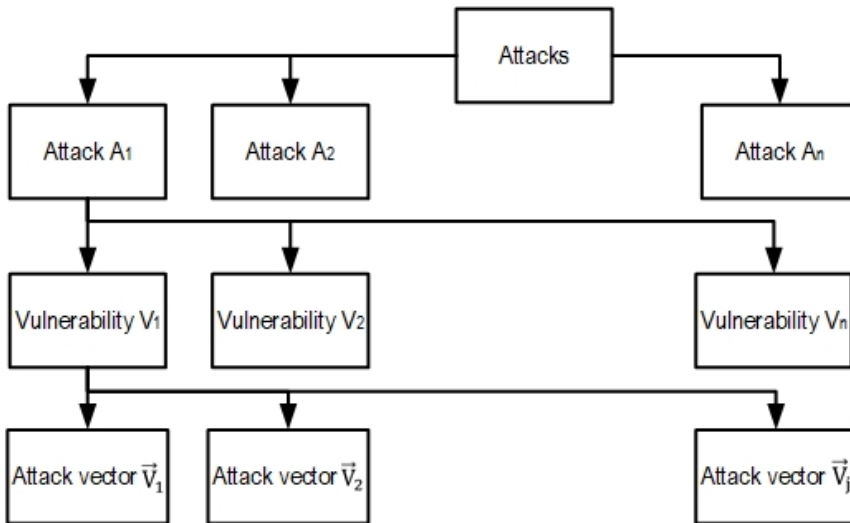 Attacks
Attack A₁
Attack A₂
Attack Aₙ
Vulnerability V₁
Vulnerability V₂
Vulnerability Vₙ
Attack vector V⃗₁
Attack vector V⃗₂
Attack vector V⃗ⱼ